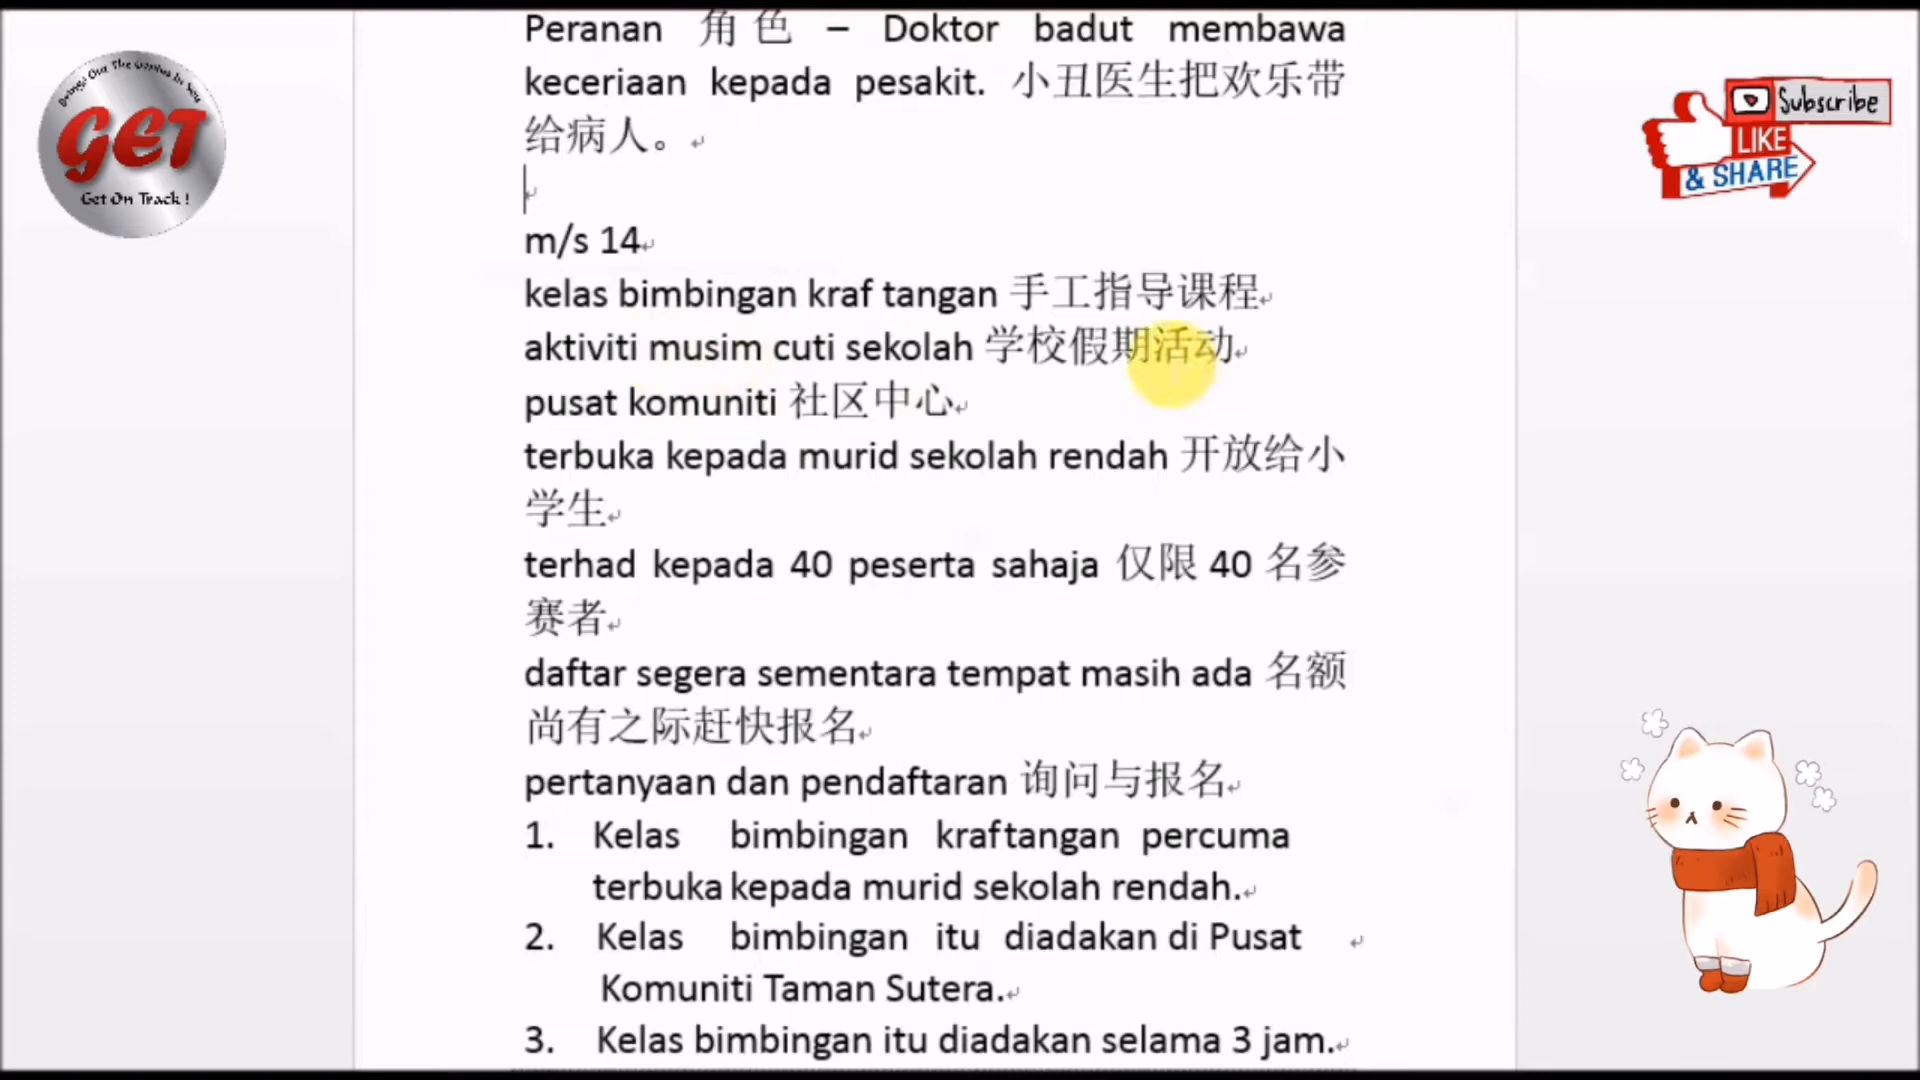 Peranan 角色 – Doktor badut membawa
keceriaan kepada pesakit. 小丑医生把欢乐带
给病人。
m/s 14
kelas bimbingan kraf tangan 手工指导课程
aktiviti musim cuti sekolah 学校假期活动
pusat komuniti 社区中心
terbuka kepada murid sekolah rendah 开放给小
学生
terhad kepada 40 peserta sahaja 仅限 40 名参
赛者
daftar segera sementara tempat masih ada 名额
尚有之际赶快报名
pertanyaan dan pendaftaran 询问与报名
1. Kelas bimbingan kraftangan percuma
terbuka kepada murid sekolah rendah.
2. Kelas bimbingan itu diadakan di Pusat
Komuniti Taman Sutera.
3. Kelas bimbingan itu diadakan selama 3 jam.
Brings Out The Genius In You
GET
Get On Track !
Subscribe
LIKE
& SHARE